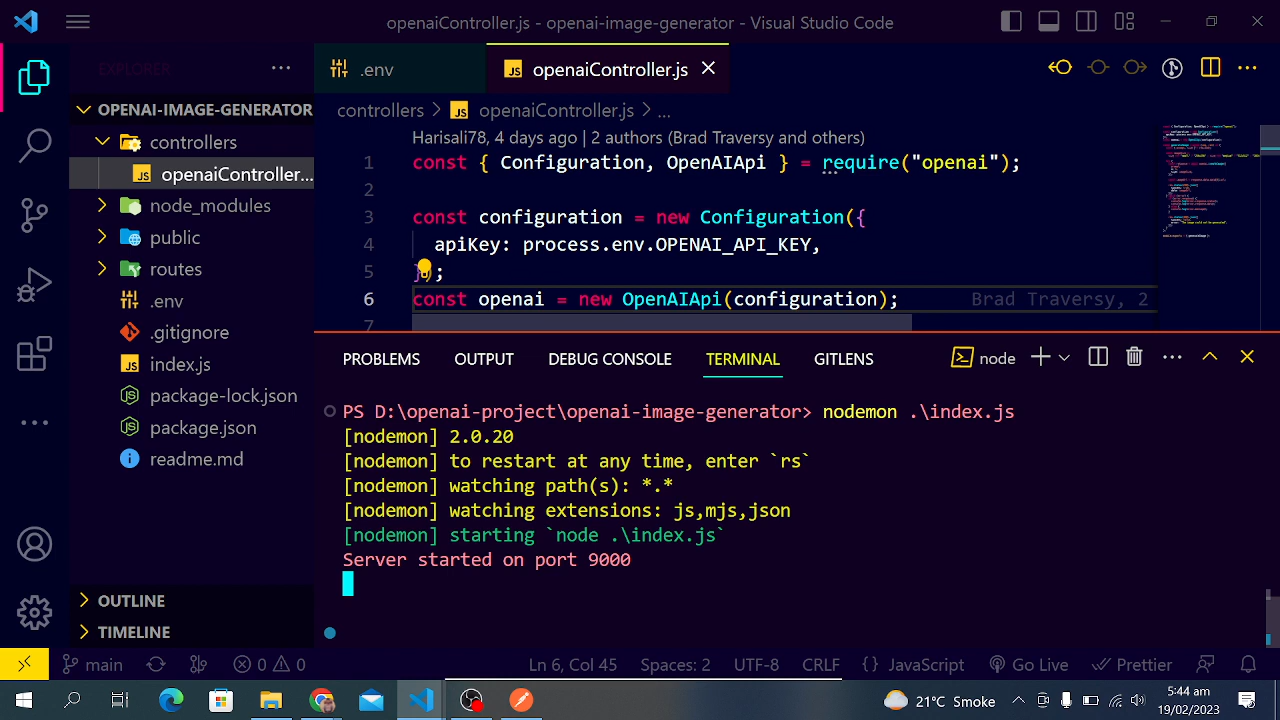 openaiController.js - openai-image-generator - Visual Studio Code
EXPLORER
.env
JS openaiController.js
OPENAI-IMAGE-GENERATOR
controllers
JS openaiController...
node_modules
public
routes
.env
.gitignore
JS index.js
package-lock.json
package.json
readme.md
OUTLINE
TIMELINE
controllers > JS openaiController.js > ...
Harisali78, 4 days ago | 2 authors (Brad Traversy and others)
1 const { Configuration, OpenAIApi } = require("openai");
2
3 const configuration = new Configuration({
4 apiKey: process.env.OPENAI_API_KEY,
5 });
6 const openai = new OpenAIApi(configuration); Brad Traversy, 2
7
PROBLEMS OUTPUT DEBUG CONSOLE TERMINAL GITLENS node
PS D:\openai-project\openai-image-generator> nodemon .\index.js
[nodemon] 2.0.20
[nodemon] to restart at any time, enter `rs`
[nodemon] watching path(s): *.*
[nodemon] watching extensions: js,mjs,json
[nodemon] starting `node .\index.js`
Server started on port 9000
main 0 0 Ln 6, Col 45 Spaces: 2 UTF-8 CRLF {} JavaScript Go Live Prettier
21°C Smoke
5:44 am
19/02/2023